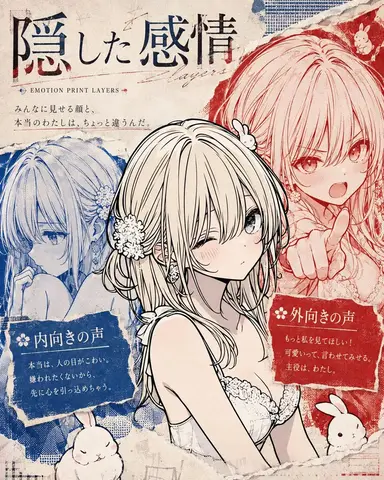 隠した感情
Layers
EMOTION PRINT LAYERS
みんなに見せる顔と、
本当のわたしは、ちょっと違うんだ。
内向きの声
本当は、人の目がこわい。
嫌われたくないから、
先に心を引っ込めちゃう。
外向きの声
もっと私を見てほしい！
可愛いって、言わせてみせる。
主役は、わたし。